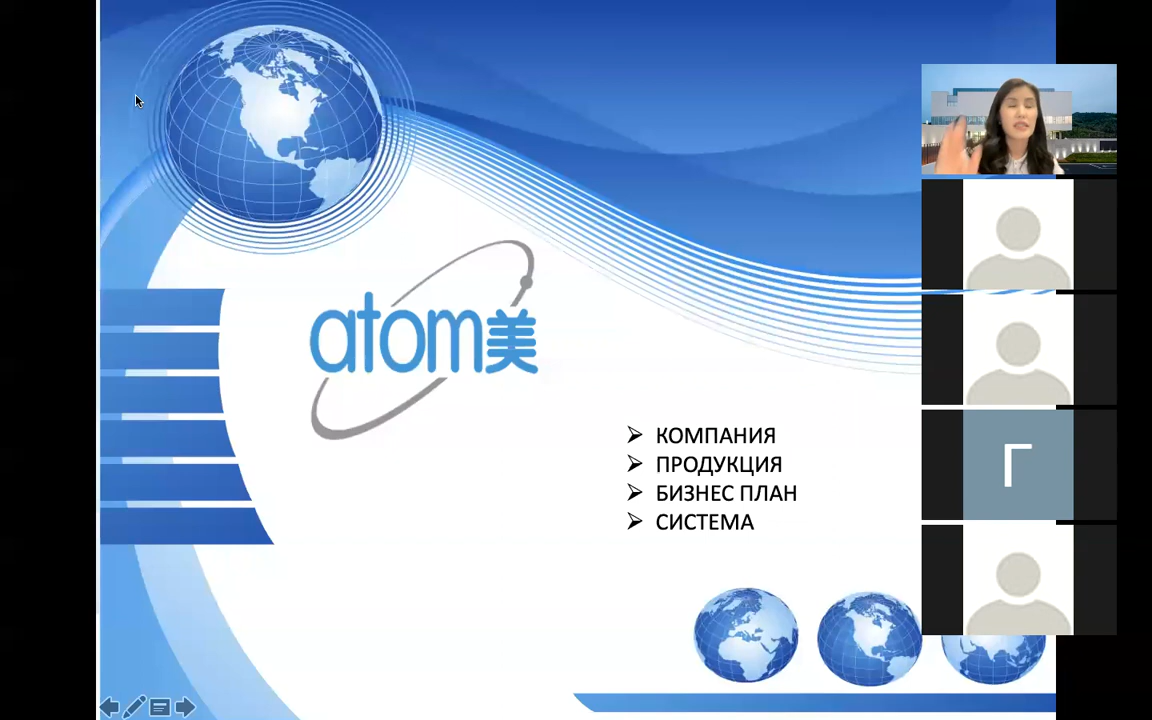 atom美
КОМПАНИЯ
ПРОДУКЦИЯ
БИЗНЕС ПЛАН
СИСТЕМА
Г